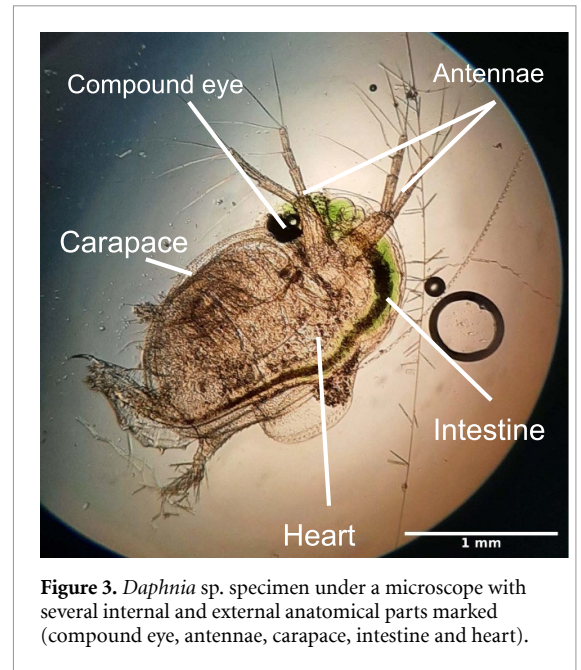 Compound eye
Antennae
Carapace
Intestine
Heart
1 mm
Figure 3. Daphnia sp. specimen under a microscope with
several internal and external anatomical parts marked
(compound eye, antennae, carapace, intestine and heart).